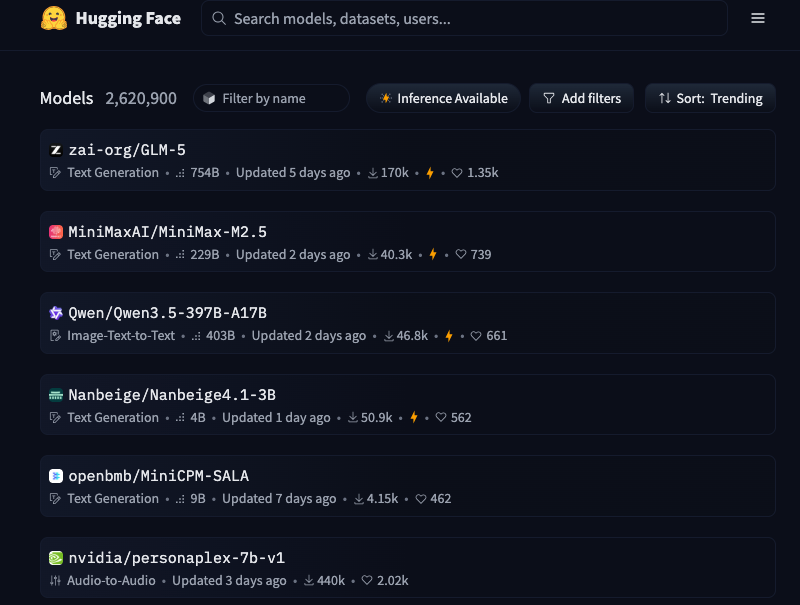 Hugging Face Search models, datasets, users...
Models 2,620,900 Filter by name Inference Available Add filters Sort: Trending
zai-org/GLM-5
Text Generation • 754B • Updated 5 days ago • 170k • • 1.35k
MiniMaxAI/MiniMax-M2.5
Text Generation • 229B • Updated 2 days ago • 40.3k • • 739
Qwen/Qwen3.5-397B-A17B
Image-Text-to-Text • 403B • Updated 2 days ago • 46.8k • • 661
Nanbeige/Nanbeige4.1-3B
Text Generation • 4B • Updated 1 day ago • 50.9k • • 562
openbmb/MiniCPM-SALA
Text Generation • 9B • Updated 7 days ago • 4.15k • 462
nvidia/personaplex-7b-v1
Audio-to-Audio • Updated 3 days ago • 440k • 2.02k